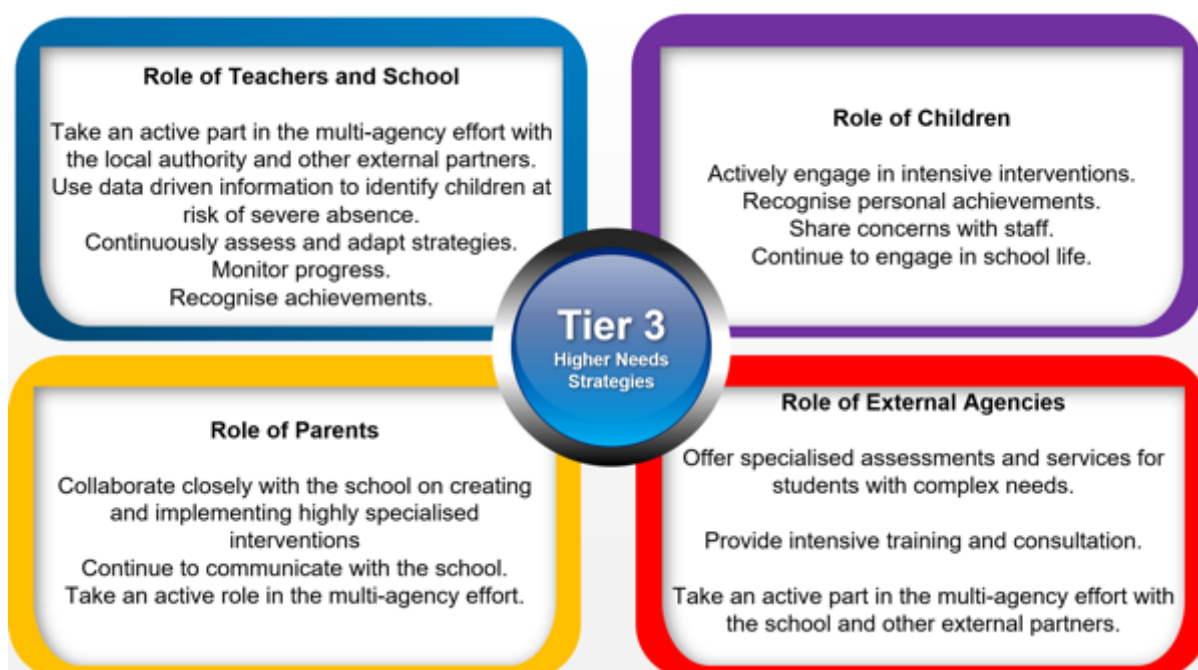 Role of Teachers and School
Take an active part in the multi-agency effort with
the local authority and other external partners.
Use data driven information to identify children at
risk of severe absence.
Continuously assess and adapt strategies.
Monitor progress.
Recognise achievements.
Role of Children
Actively engage in intensive interventions.
Recognise personal achievements.
Share concerns with staff.
Continue to engage in school life.
Tier 3
Higher Needs
Strategies
Role of Parents
Collaborate closely with the school on creating
and implementing highly specialised
interventions
Continue to communicate with the school.
Take an active role in the multi-agency effort.
Role of External Agencies
Offer specialised assessments and services for
students with complex needs.
Provide intensive training and consultation.
Take an active part in the multi-agency effort with
the school and other external partners.